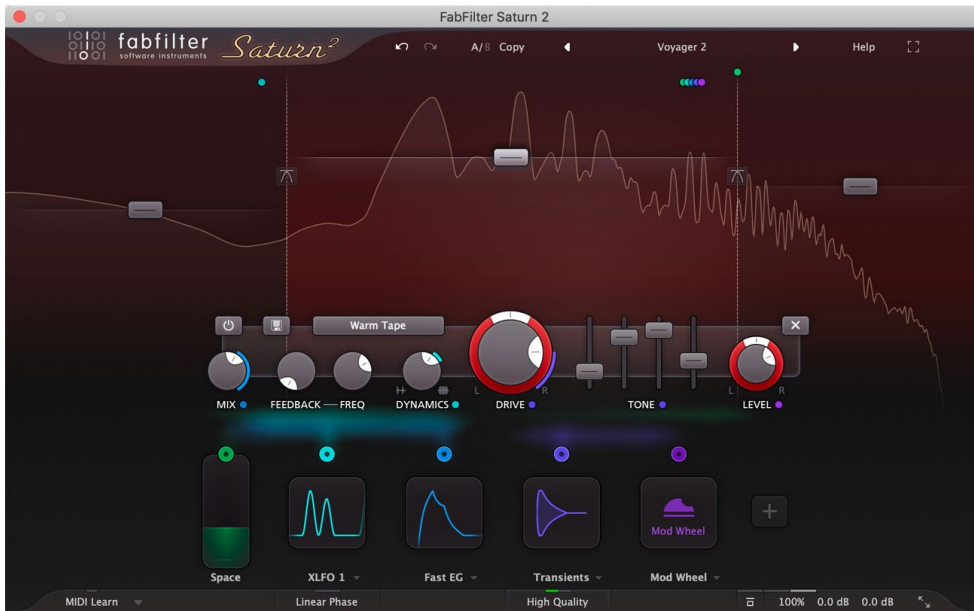 FabFilter Saturn 2
fabfilter
software instruments
Saturn 2
A/B Copy
Voyager 2
Help
Warm Tape
L R
L R
MIX
FEEDBACK
FREQ
DYNAMICS
DRIVE
TONE
LEVEL
Mod Wheel
Space
XLFO 1
Fast EG
Transients
Mod Wheel
MIDI Learn
Linear Phase
High Quality
100%
0.0 dB
0.0 dB